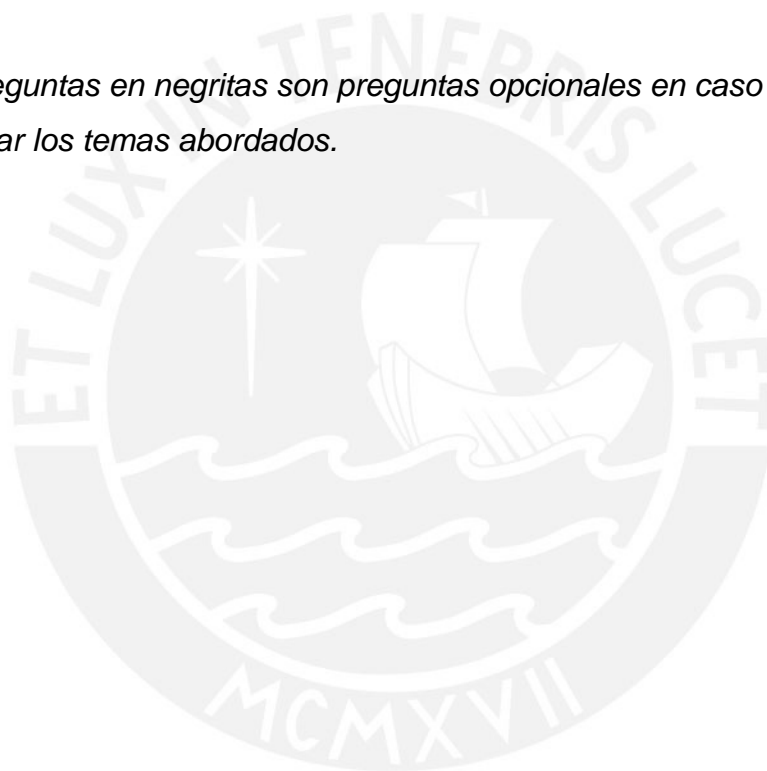 eguntas en negritas son preguntas opcionales en caso
ar los temas abordados.
ET LUX IN TENEBRIS LUCET
MCMXVII